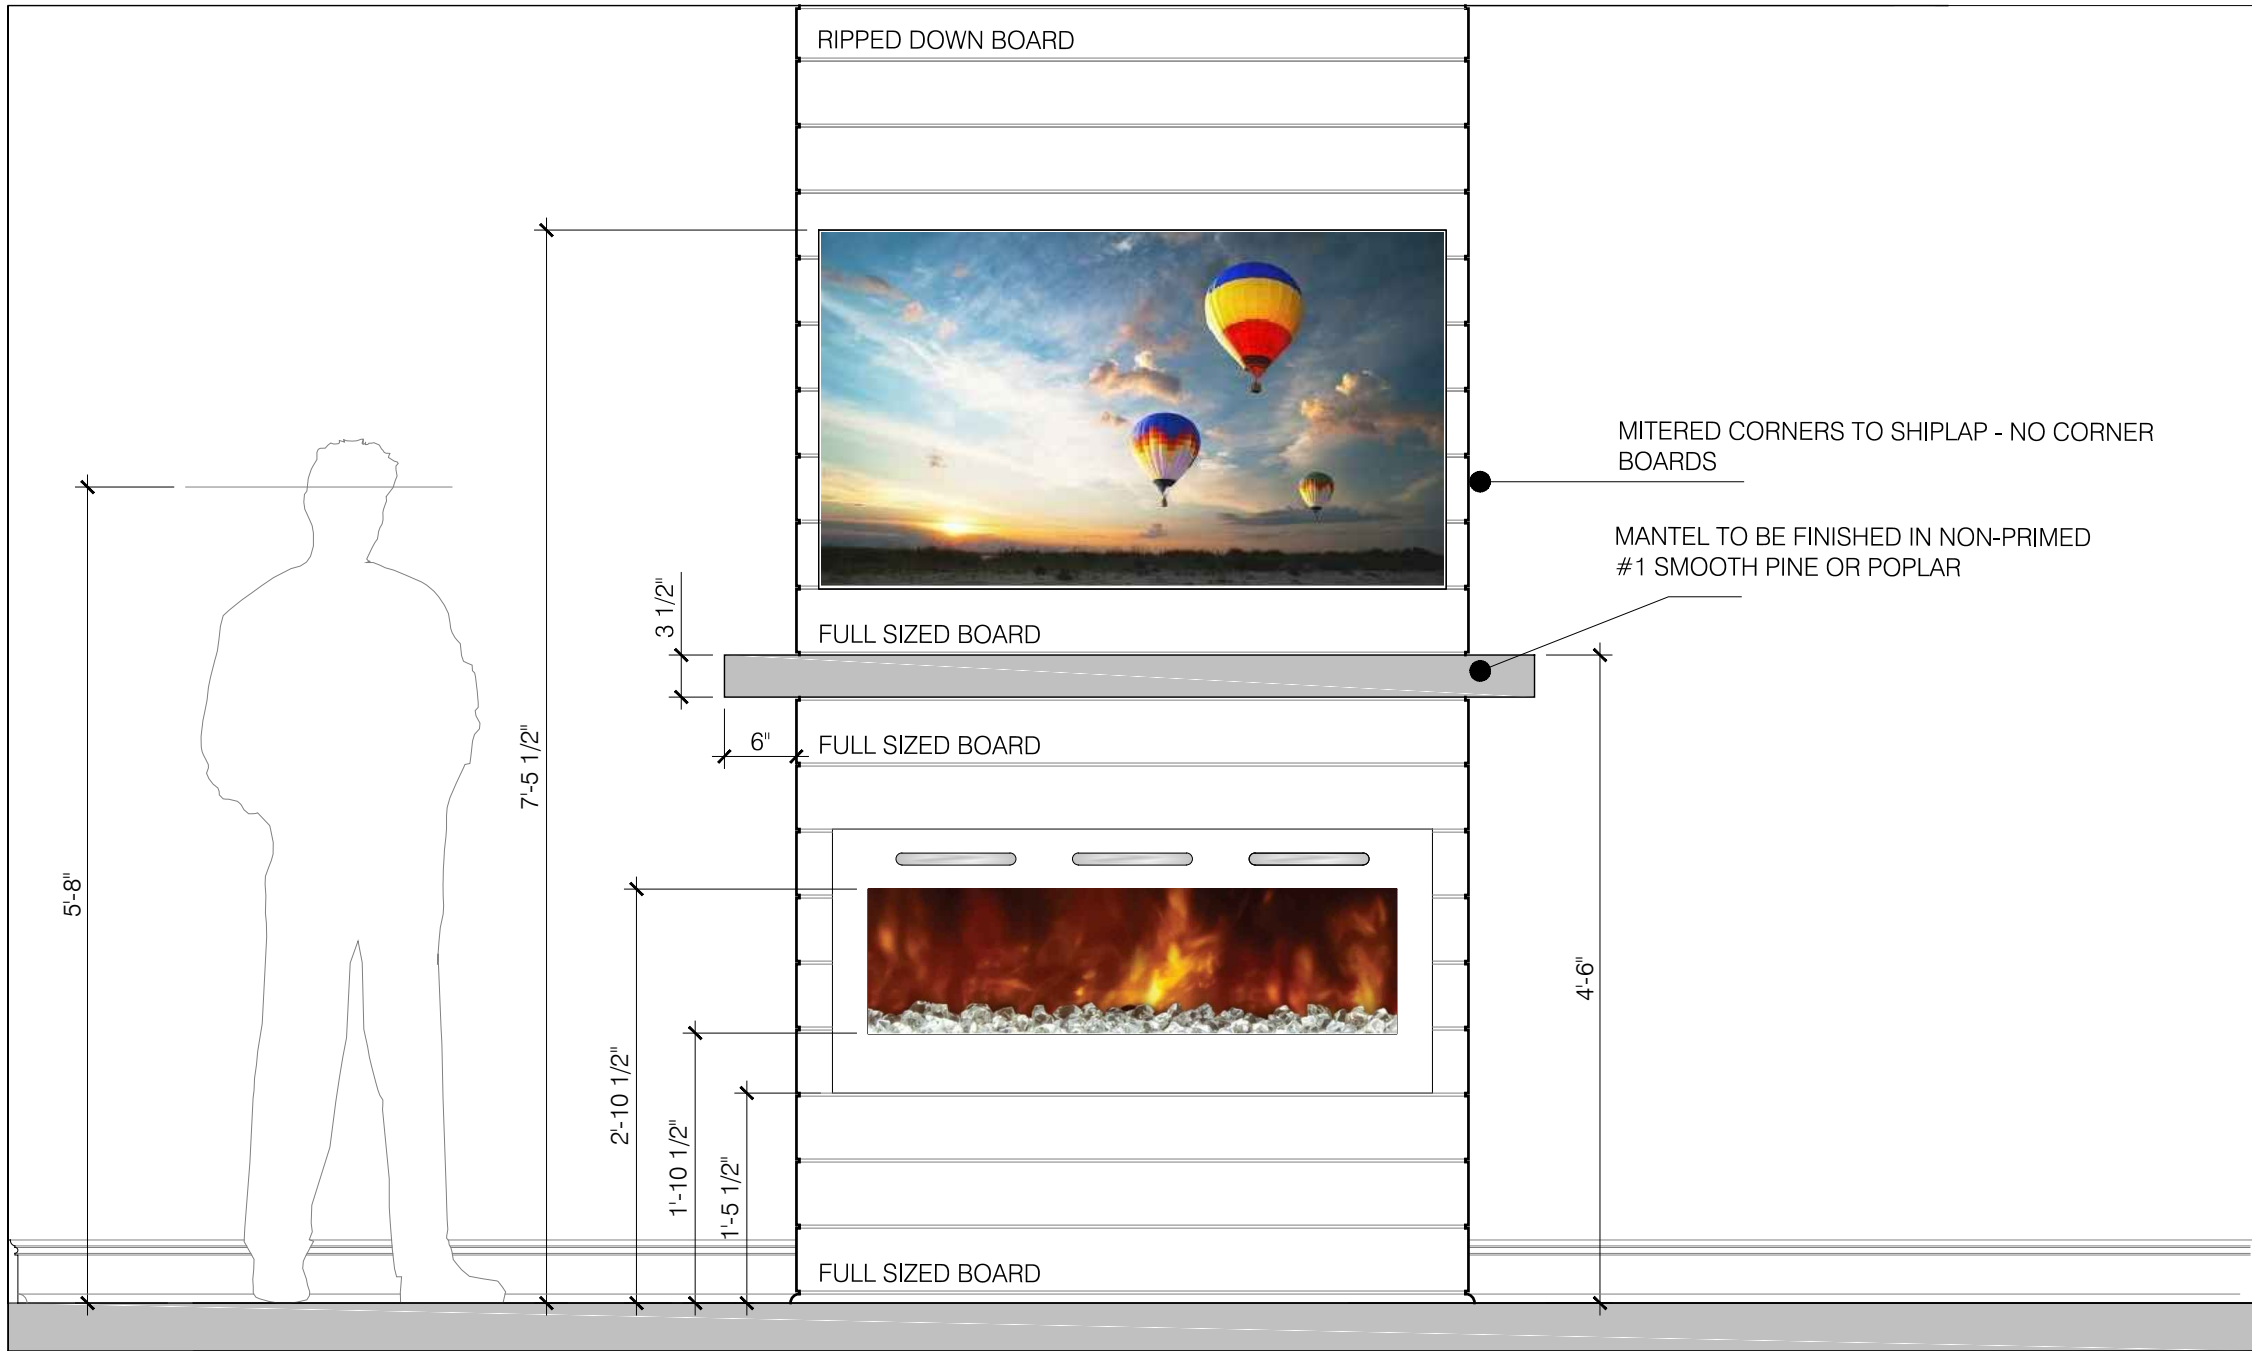 RIPPED DOWN BOARD
MITERED CORNERS TO SHIPLAP - NO CORNER
BOARDS
MANTEL TO BE FINISHED IN NON-PRIMED
#1 SMOOTH PINE OR POPLAR
3 1/2"
FULL SIZED BOARD
6"
FULL SIZED BOARD
7'-5 1/2"
5'-8"
4'-6"
2'-10 1/2"
1'-10 1/2"
1'-5 1/2"
FULL SIZED BOARD